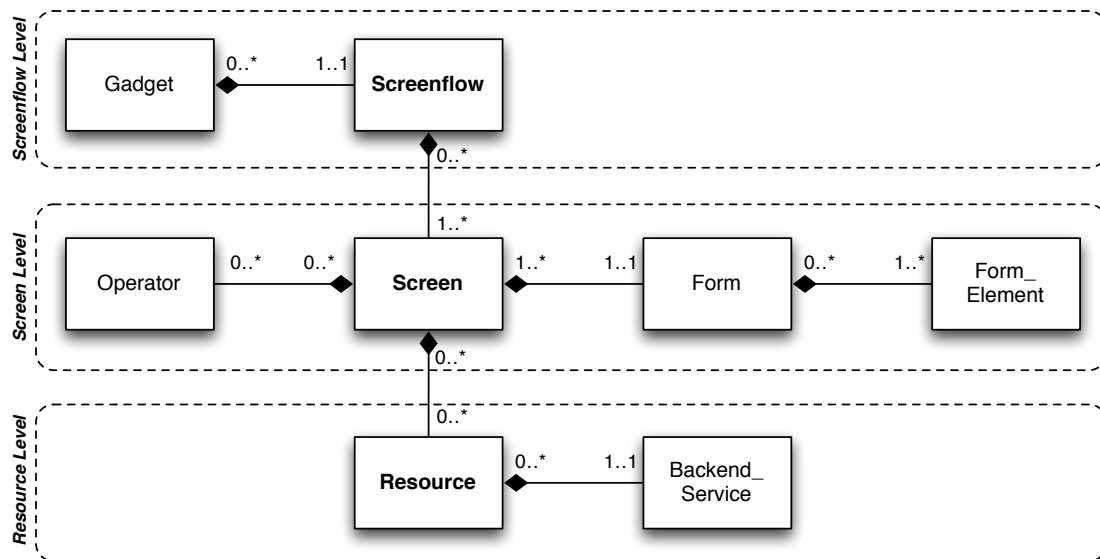 Screenflow Level
Gadget
0..*
1..1
Screenflow
0..*
Screen Level
1..*
Operator
0..*
0..*
Screen
1..*
1..1
Form
0..*
1..*
Form_
Element
0..*
Resource Level
0..*
Resource
0..*
1..1
Backend_
Service